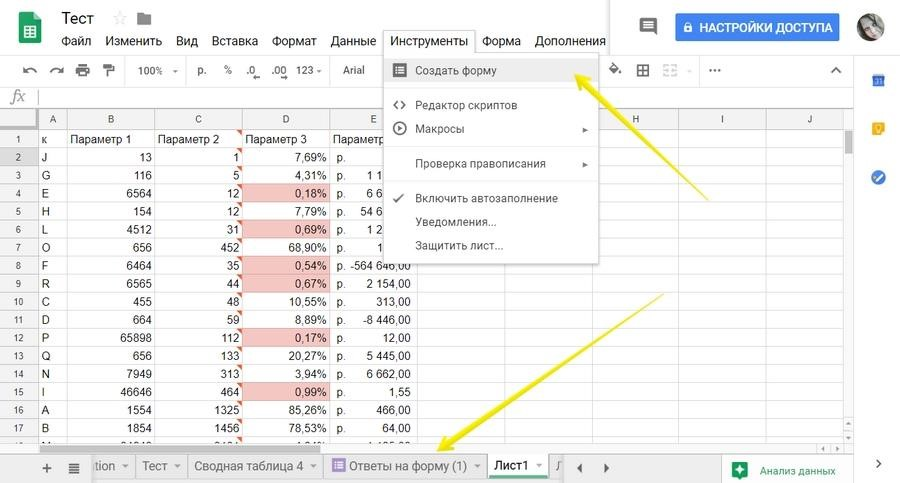 Тест
Файл Изменить Вид Вставка Формат Данные Инструменты Форма Дополнения
НАСТРОЙКИ ДОСТУПА
100% р. % .0 .00 123 Arial
Создать форму
Редактор скриптов
Макросы
Проверка правописания
Включить автозаполнение
Уведомления...
Защитить лист...
fx
A B C D E H I J
1 к Параметр 1 Параметр 2 Параметр 3 Параметр
2 J 13 1 7,69% р.
3 G 116 5 4,31% р. 1 1
4 E 6564 12 0,18% р. 6 6
5 H 154 12 7,79% р. 54 6
6 L 4512 31 0,69% р. 1 2
7 O 656 452 68,90% р. 1
8 F 6464 35 0,54% р. -564 646,00
9 R 6565 44 0,67% р. 2 154,00
10 C 455 48 10,55% р. 313,00
11 D 664 59 8,89% р. -8 446,00
12 P 65898 112 0,17% р. 12,00
13 Q 656 133 20,27% р. 5 445,00
14 N 7949 313 3,94% р. 6 662,00
15 I 46646 464 0,99% р. 1,55
16 A 1554 1325 85,26% р. 466,00
17 B 1854 1456 78,53% р. 64,00
tion Тест Сводная таблица 4 Ответы на форму (1) Лист1
Анализ данных
31